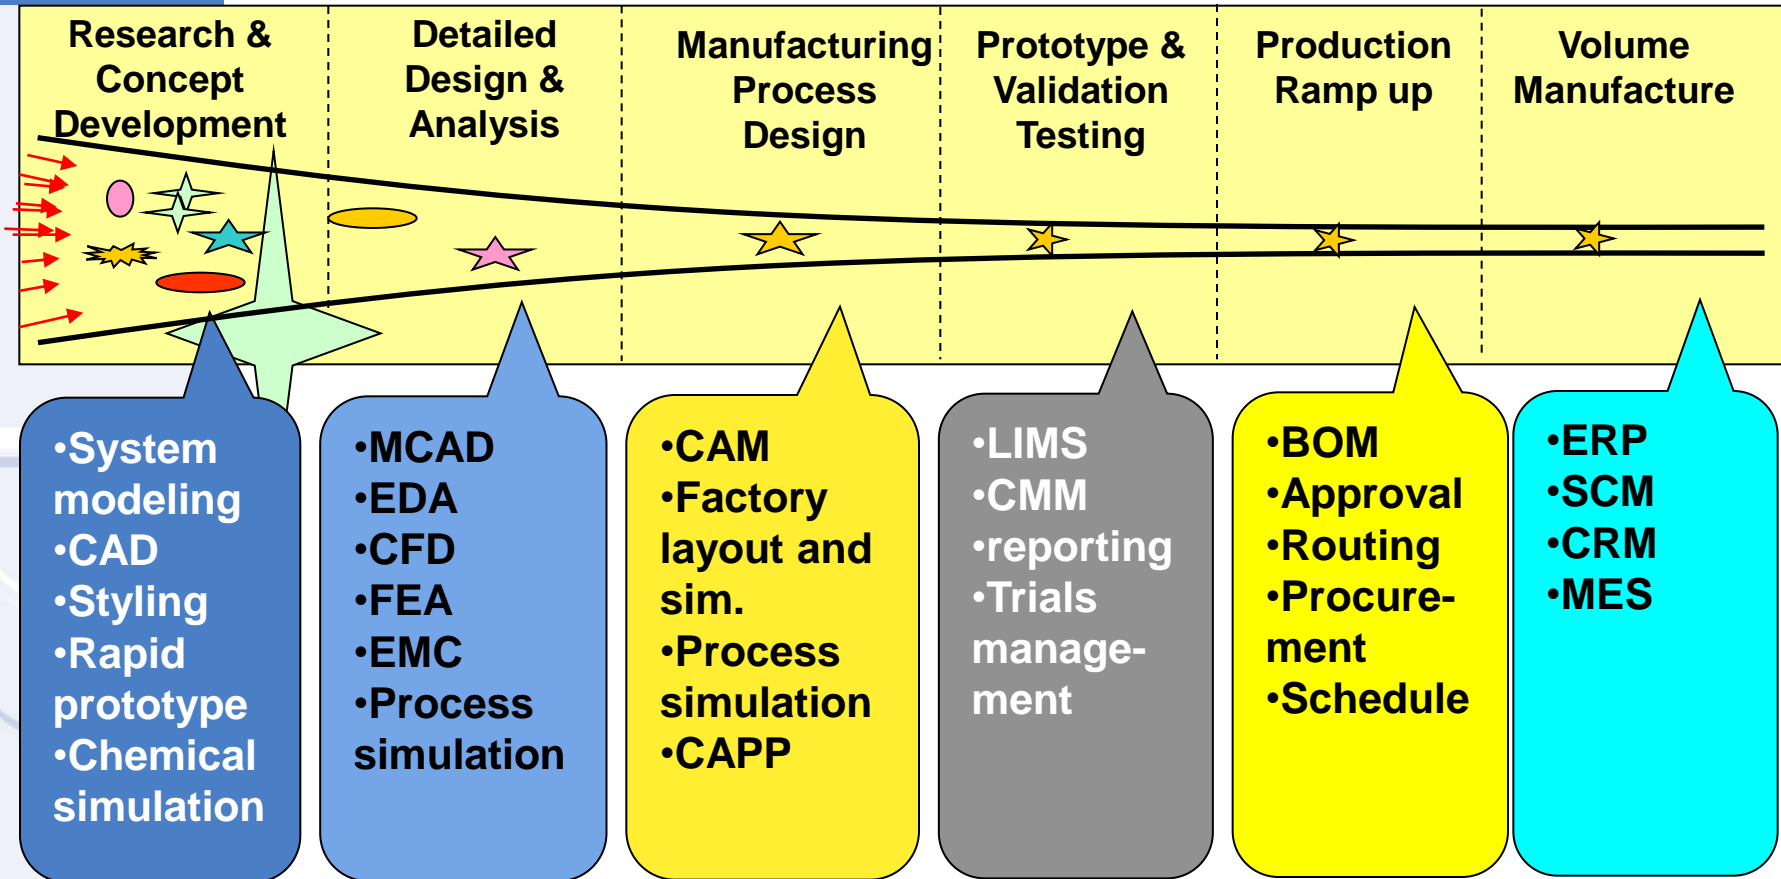 Research &
Concept
Development
Detailed
Design &
Analysis
Manufacturing
Process
Design
Prototype &
Validation
Testing
Production
Ramp up
Volume
Manufacture
•System
modeling
•CAD
•Styling
•Rapid
prototype
•Chemical
simulation
•MCAD
•EDA
•CFD
•FEA
•EMC
•Process
simulation
•CAM
•Factory
layout and
sim.
•Process
simulation
•CAPP
•LIMS
•CMM
•reporting
•Trials
manage-
ment
•BOM
•Approval
•Routing
•Procure-
ment
•Schedule
•ERP
•SCM
•CRM
•MES